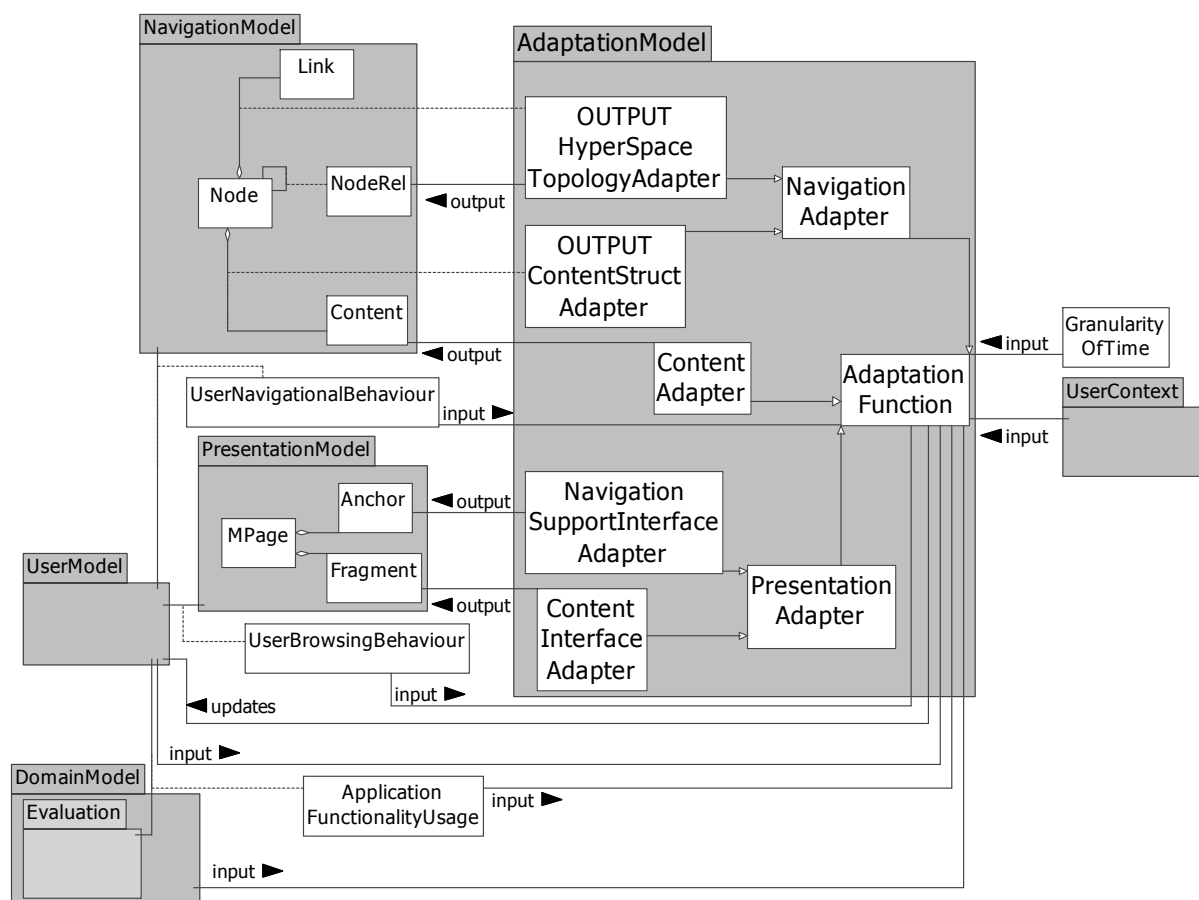 NavigationModel
AdaptationModel
Link
OUTPUT
HyperSpace
TopologyAdapter
Node
NodeRel
output
Navigation
Adapter
OUTPUT
ContentStruct
Adapter
Content
output
Content
Adapter
Adaptation
Function
input
Granularity
OfTime
UserContext
input
UserNavigationalBehaviour
input
PresentationModel
Anchor
output
MPage
Fragment
output
Navigation
SupportInterface
Adapter
Presentation
Adapter
Content
Interface
Adapter
UserModel
UserBrowsingBehaviour
input
updates
input
DomainModel
Evaluation
Application
FunctionalityUsage
input
input